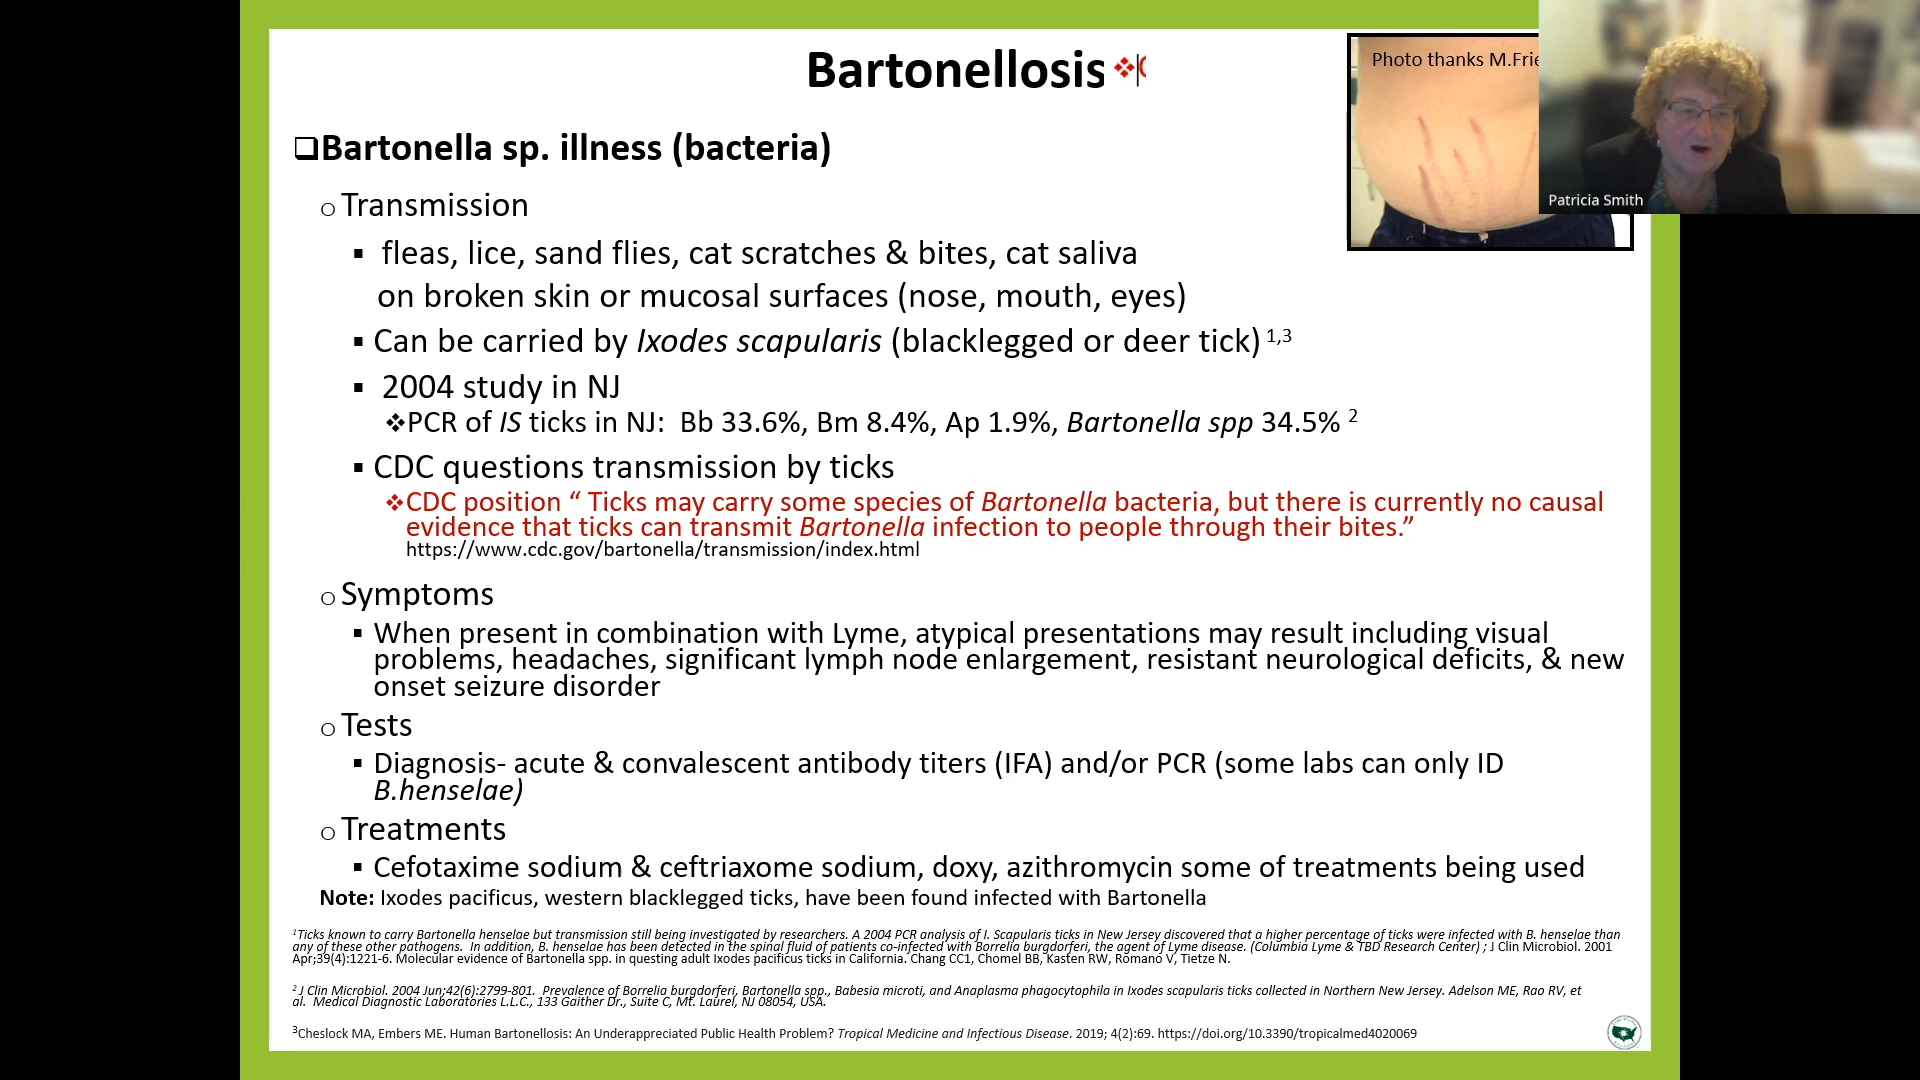 Bartonellosis
Photo thanks M.Frie
Patricia Smith
Bartonella sp. illness (bacteria)
Transmission
fleas, lice, sand flies, cat scratches & bites, cat saliva
on broken skin or mucosal surfaces (nose, mouth, eyes)
Can be carried by Ixodes scapularis (blacklegged or deer tick) 1,3
2004 study in NJ
PCR of IS ticks in NJ: Bb 33.6%, Bm 8.4%, Ap 1.9%, Bartonella spp 34.5% 2
CDC questions transmission by ticks
CDC position “ Ticks may carry some species of Bartonella bacteria, but there is currently no causal
evidence that ticks can transmit Bartonella infection to people through their bites.”
https://www.cdc.gov/bartonella/transmission/index.html
Symptoms
When present in combination with Lyme, atypical presentations may result including visual
problems, headaches, significant lymph node enlargement, resistant neurological deficits, & new
onset seizure disorder
Tests
Diagnosis- acute & convalescent antibody titers (IFA) and/or PCR (some labs can only ID
B.henselae)
Treatments
Cefotaxime sodium & ceftriaxome sodium, doxy, azithromycin some of treatments being used
Note: Ixodes pacificus, western blacklegged ticks, have been found infected with Bartonella
1Ticks known to carry Bartonella henselae but transmission still being investigated by researchers. A 2004 PCR analysis of I. Scapularis ticks in New Jersey discovered that a higher percentage of ticks were infected with B. henselae than
any of these other pathogens. In addition, B. henselae has been detected in the spinal fluid of patients co-infected with Borrelia burgdorferi, the agent of Lyme disease. (Columbia Lyme & TBD Research Center) ; J Clin Microbiol. 2001
Apr;39(4):1221-6. Molecular evidence of Bartonella spp. in questing adult Ixodes pacificus ticks in California. Chang CC1, Chomel BB, Kasten RW, Romano V, Tietze N.
2 J Clin Microbiol. 2004 Jun;42(6):2799-801. Prevalence of Borrelia burgdorferi, Bartonella spp., Babesia microti, and Anaplasma phagocytophila in Ixodes scapularis ticks collected in Northern New Jersey. Adelson ME, Rao RV, et
al. Medical Diagnostic Laboratories L.L.C., 133 Gaither Dr., Suite C, Mt. Laurel, NJ 08054, USA.
3Cheslock MA, Embers ME. Human Bartonellosis: An Underappreciated Public Health Problem? Tropical Medicine and Infectious Disease. 2019; 4(2):69. https://doi.org/10.3390/tropicalmed4020069